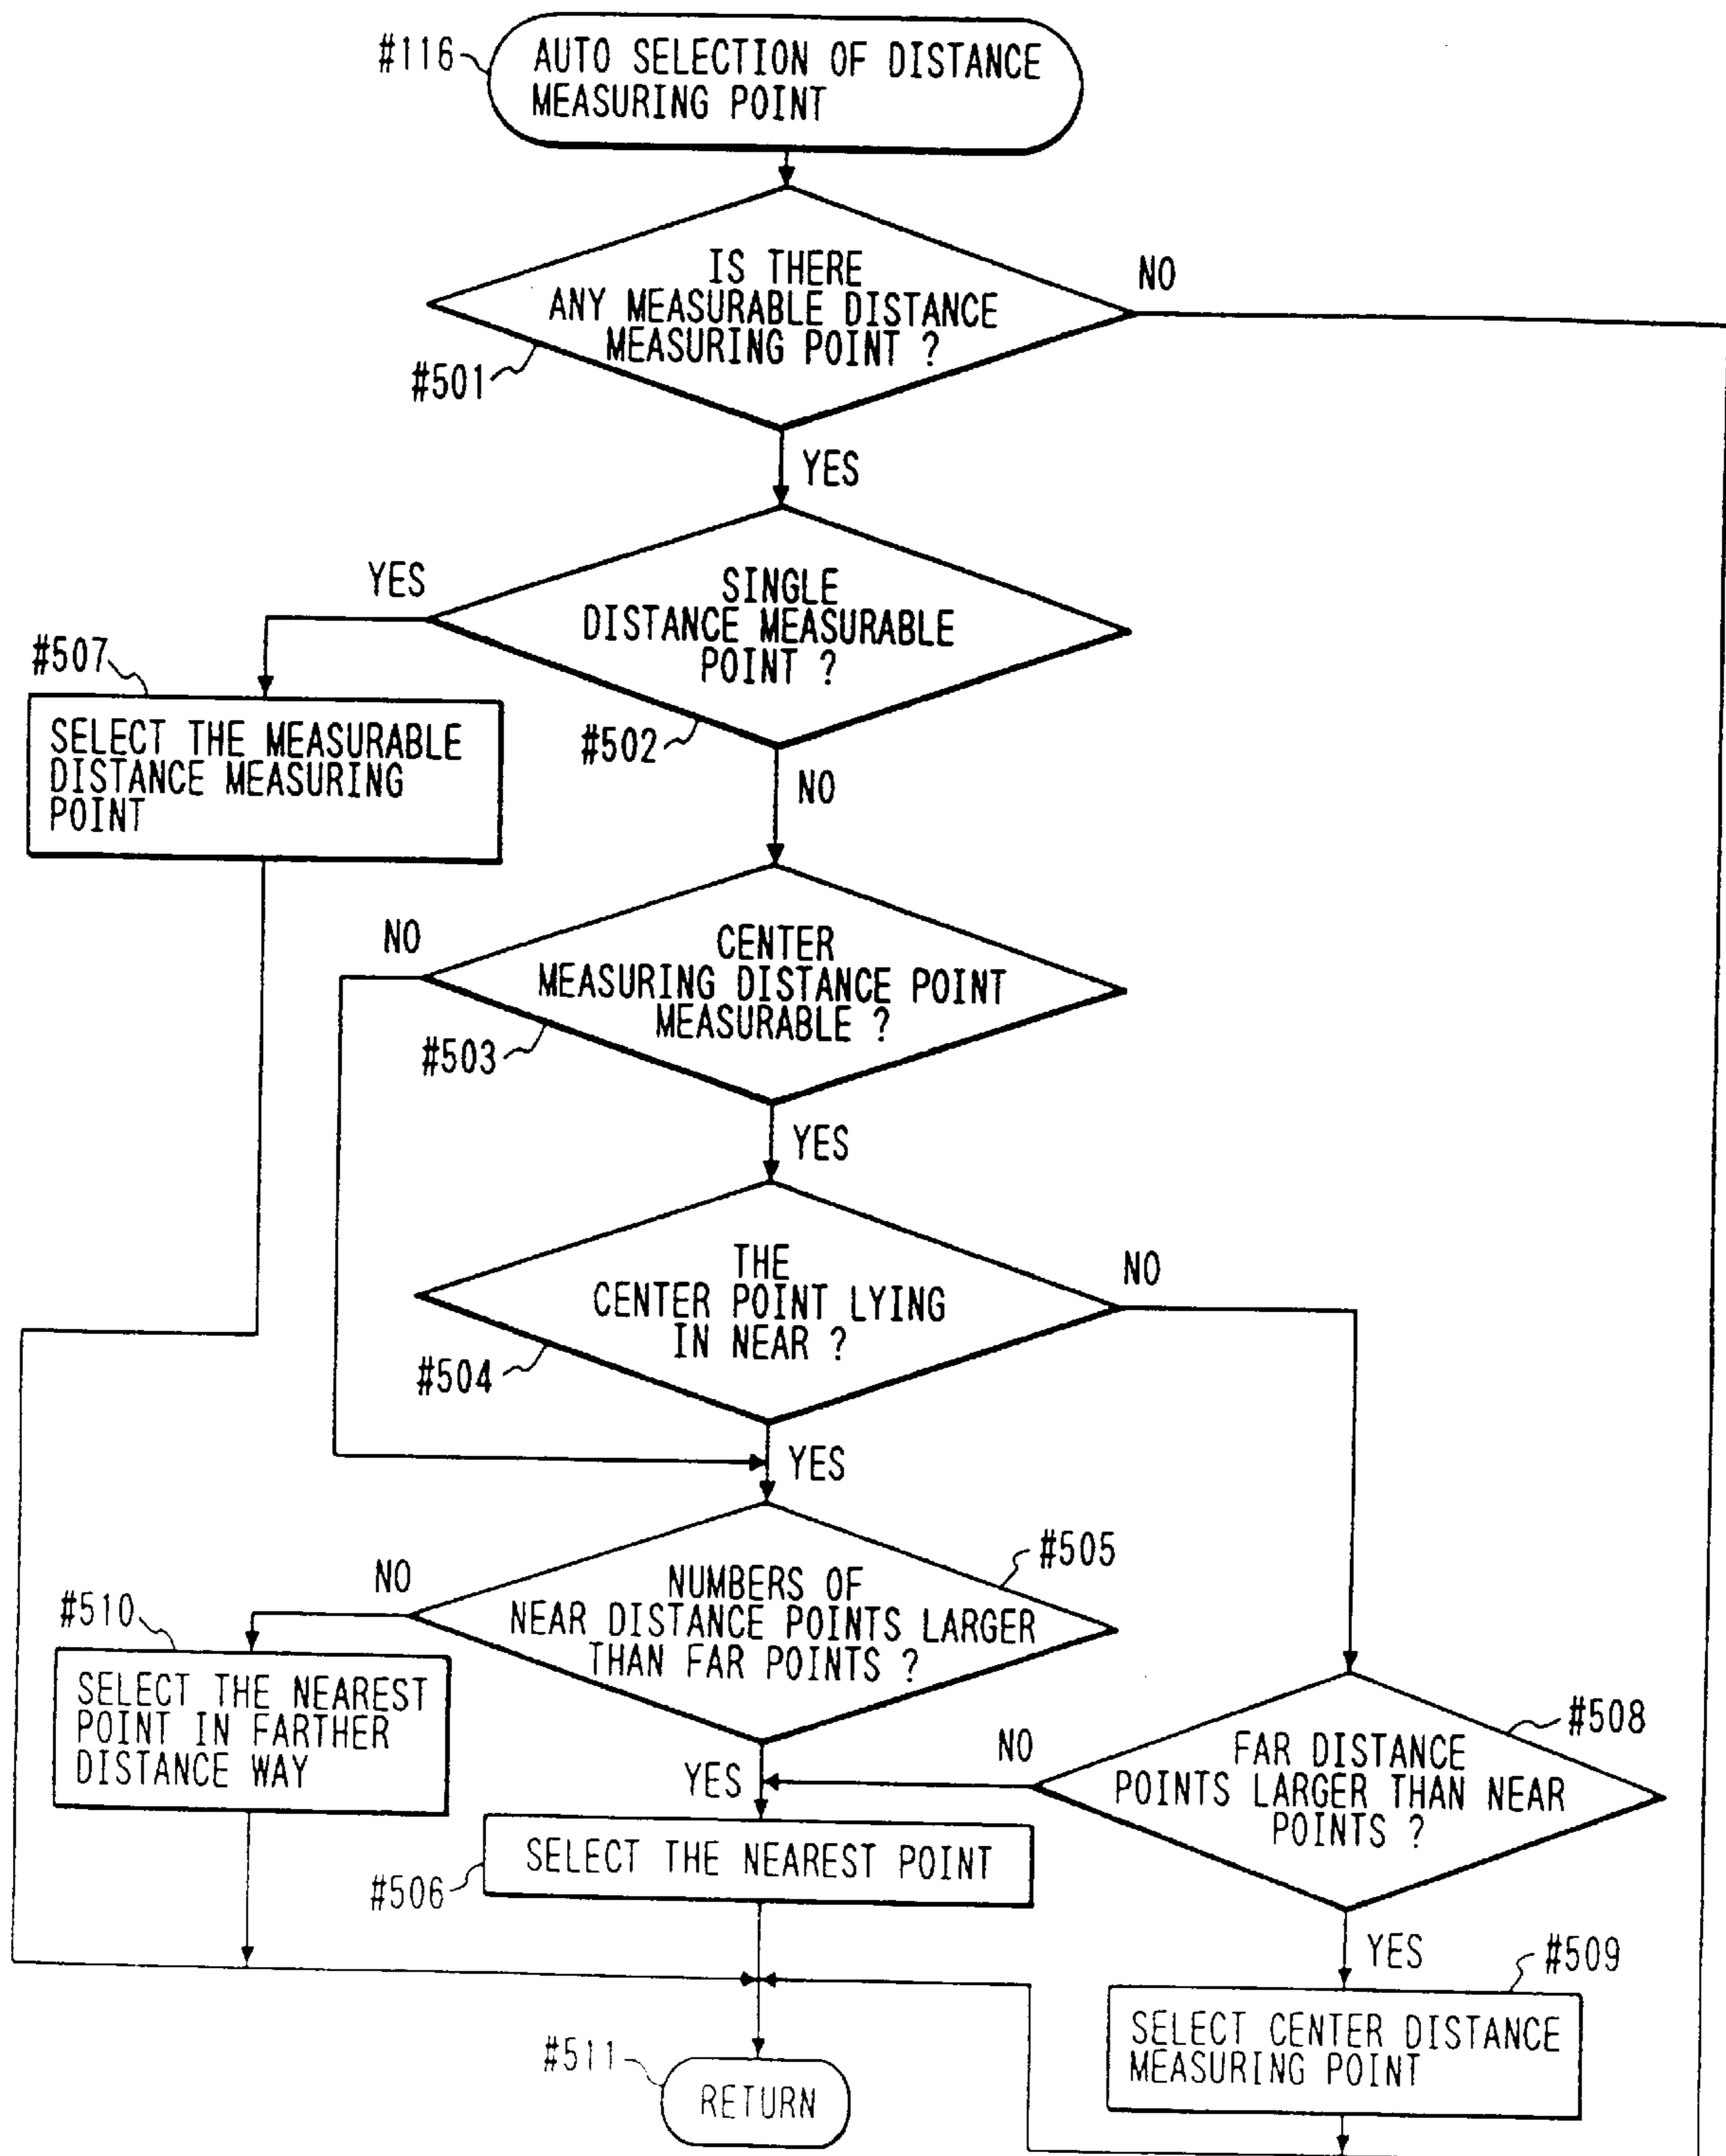 #116
AUTO SELECTION OF DISTANCE
MEASURING POINT
IS THERE
ANY MEASURABLE DISTANCE
MEASURING POINT ?
NO
#501
YES
SINGLE
DISTANCE MEASURABLE
POINT ?
YES
#507
SELECT THE MEASURABLE
DISTANCE MEASURING
POINT
#502
NO
CENTER
MEASURING DISTANCE POINT
MEASURABLE ?
NO
#503
YES
THE
CENTER POINT LYING
IN NEAR ?
NO
#504
YES
#505
NUMBERS OF
NEAR DISTANCE POINTS LARGER
THAN FAR POINTS ?
NO
#510
SELECT THE NEAREST
POINT IN FARTHER
DISTANCE WAY
#508
FAR DISTANCE
POINTS LARGER THAN NEAR
POINTS ?
NO
YES
SELECT THE NEAREST POINT
#506
YES
#509
SELECT CENTER DISTANCE
MEASURING POINT
#511
RETURN